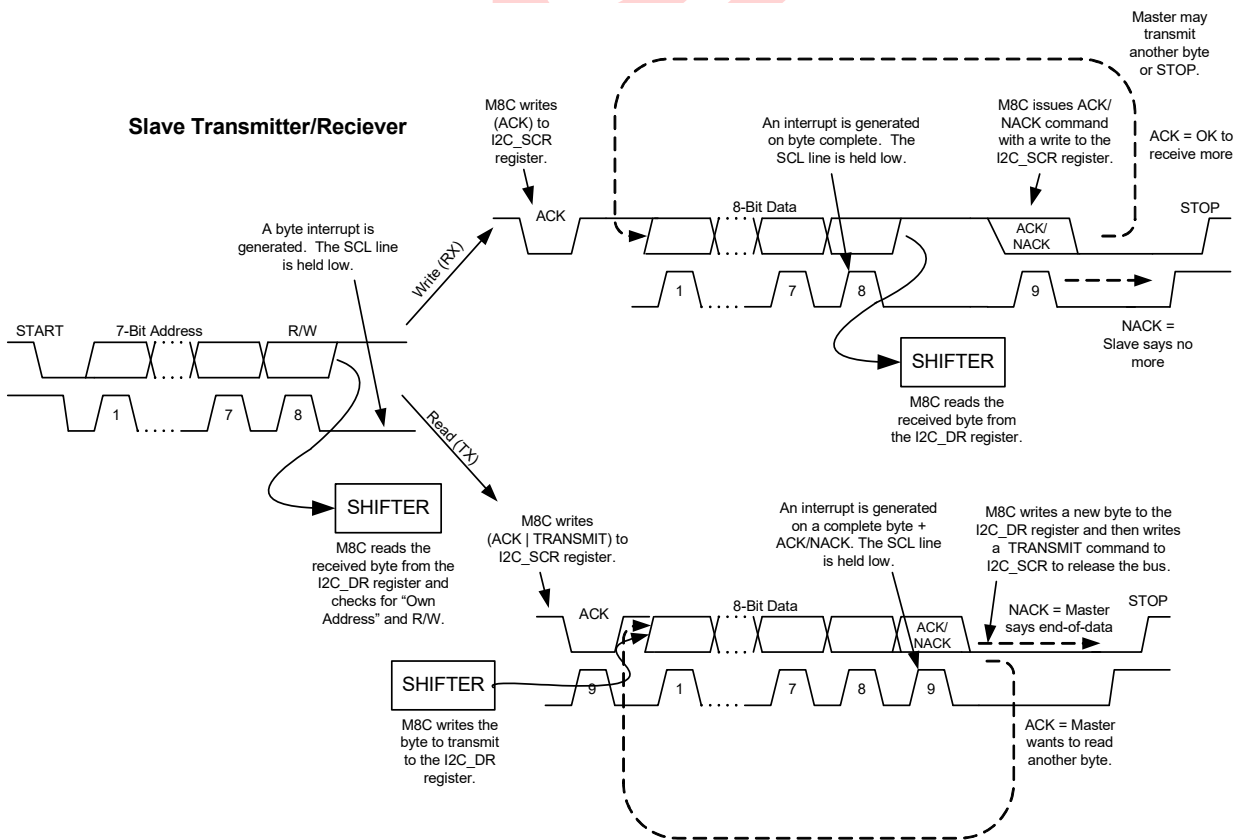 Master may
transmit
another byte
or STOP.
Slave Transmitter/Reciever
M8C writes
(ACK) to
I2C_SCR
register.
An interrupt is generated
on byte complete. The
SCL line is held low.
M8C issues ACK/
NACK command
with a write to the
I2C_SCR register.
ACK = OK to
receive more
A byte interrupt is
generated. The SCL line
is held low.
Write (RX)
ACK
8-Bit Data
ACK/
NACK
STOP
1
7
8
9
NACK =
Slave says no
more
SHIFTER
M8C reads the
received byte from
the I2C_DR register.
START
7-Bit Address
R/W
1
7
8
Read (TX)
SHIFTER
M8C reads the
received byte from the
I2C_DR register and
checks for “Own
Address” and R/W.
M8C writes
(ACK | TRANSMIT) to
I2C_SCR register.
An interrupt is generated
on a complete byte +
ACK/NACK. The SCL line
is held low.
M8C writes a new byte to the
I2C_DR register and then writes
a TRANSMIT command to
I2C_SCR to release the bus.
ACK
8-Bit Data
ACK/
NACK
NACK = Master
says end-of-data
STOP
SHIFTER
9
1
7
8
9
M8C writes the
byte to transmit
to the I2C_DR
register.
ACK = Master
wants to read
another byte.